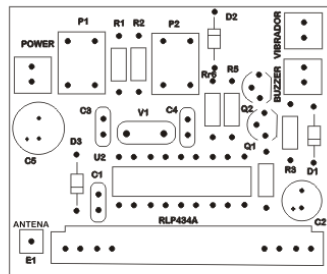 P1
R1 R2
P2
D2
VIBRADOR
POWER
Rr6
R5
BUZZER
C3
V1
C4
Q2
C5
D3
U2
Q1
C1
R3
D1
ANTENA
RLP434A
C2
E1